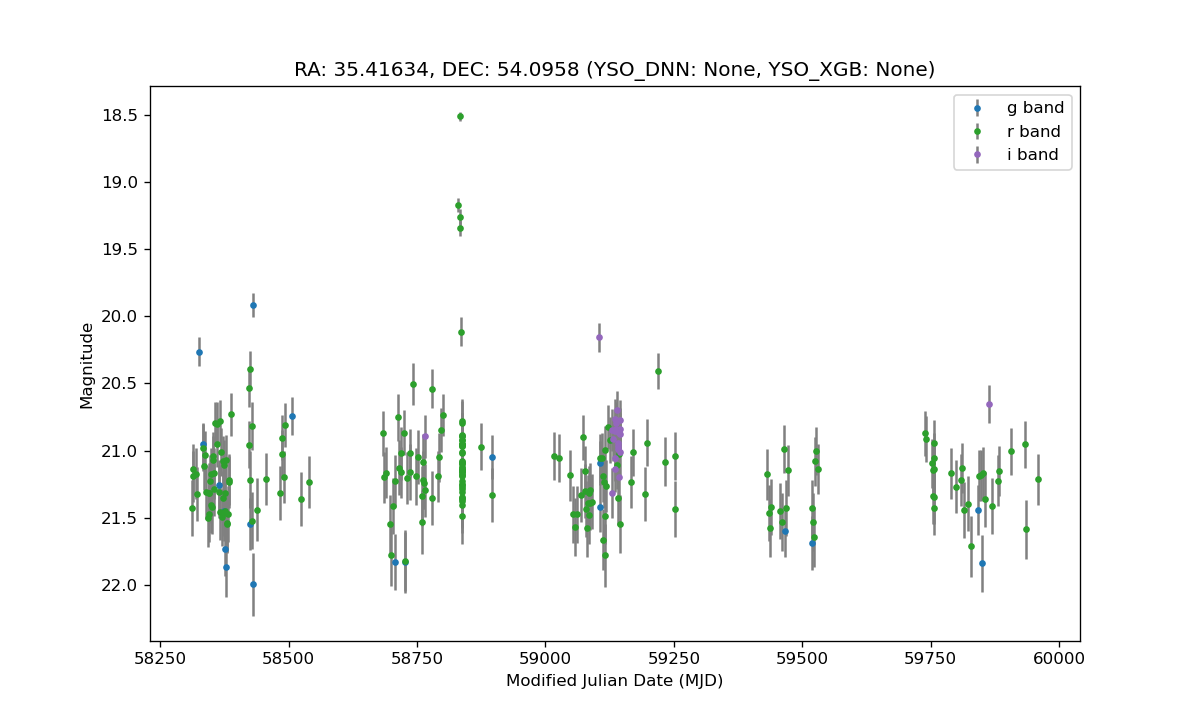 RA: 35.41634, DEC: 54.0958 (YSO_DNN: None, YSO_XGB: None)
g band
r band
i band
18.5
19.0
19.5
20.0
20.5
21.0
21.5
22.0
Magnitude
58250 58500 58750 59000 59250 59500 59750 60000
Modified Julian Date (MJD)